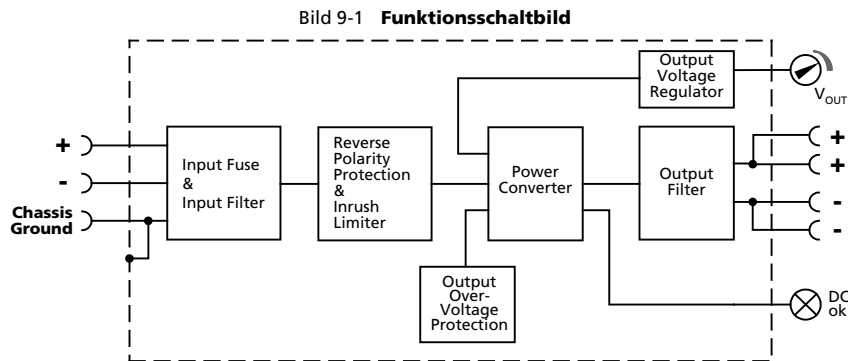 Bild 9-1 Funktionsschaltbild
Output
Voltage
Regulator
V_OUT
+
-
Chassis
Ground
Input Fuse
&
Input Filter
Reverse
Polarity
Protection
&
Inrush
Limiter
Power
Converter
Output
Filter
+
+
-
-
Output
Over-
Voltage
Protection
DC
ok